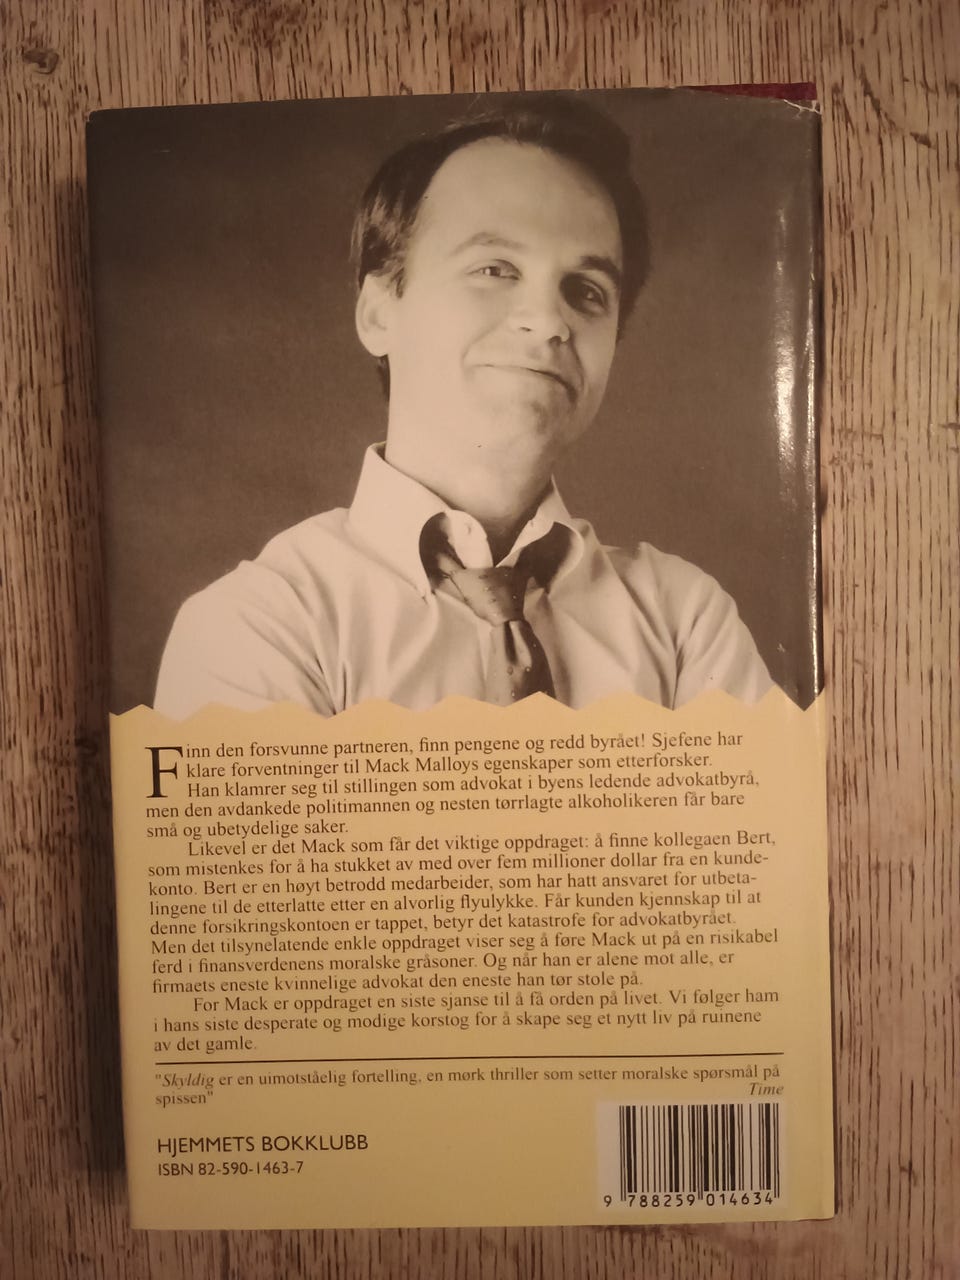 Finn den forsvunne partneren, finn pengene og redd byrået! Sjefene har
klare forventninger til Mack Malloys egenskaper som etterforsker.
Han klamrer seg til stillingen som advokat i byens ledende advokatbyrå,
men den avdankede politimannen og nesten tørrlagte alkoholikeren får bare
små og ubetydelige saker.
Likevel er det Mack som får det viktige oppdraget: å finne kollegaen Bert,
som mistenkes for å ha stukket av med over fem millioner dollar fra en kunde-
konto. Bert er en høyt betrodd medarbeider, som har hatt ansvaret for utbeta-
lingene til de etterlatte etter en alvorlig flyulykke. Får kunden kjennskap til at
denne forsikringskontoen er tappet, betyr det katastrofe for advokatbyrået.
Men det tilsynelatende enkle oppdraget viser seg å føre Mack ut på en risikabel
ferd i finansverdenens moralske gråsoner. Og når han er alene mot alle, er
firmaets eneste kvinnelige advokat den eneste han tør stole på.
For Mack er oppdraget en siste sjanse til å få orden på livet. Vi følger ham
i hans siste desperate og modige korstog for å skape seg et nytt liv på ruinene
av det gamle.
"Skyldig er en uimotståelig fortelling, en mørk thriller som setter moralske spørsmål på
spissen"
Time
HJEMMETS BOKKLUBB
ISBN 82-590-1463-7
9 788259 014634